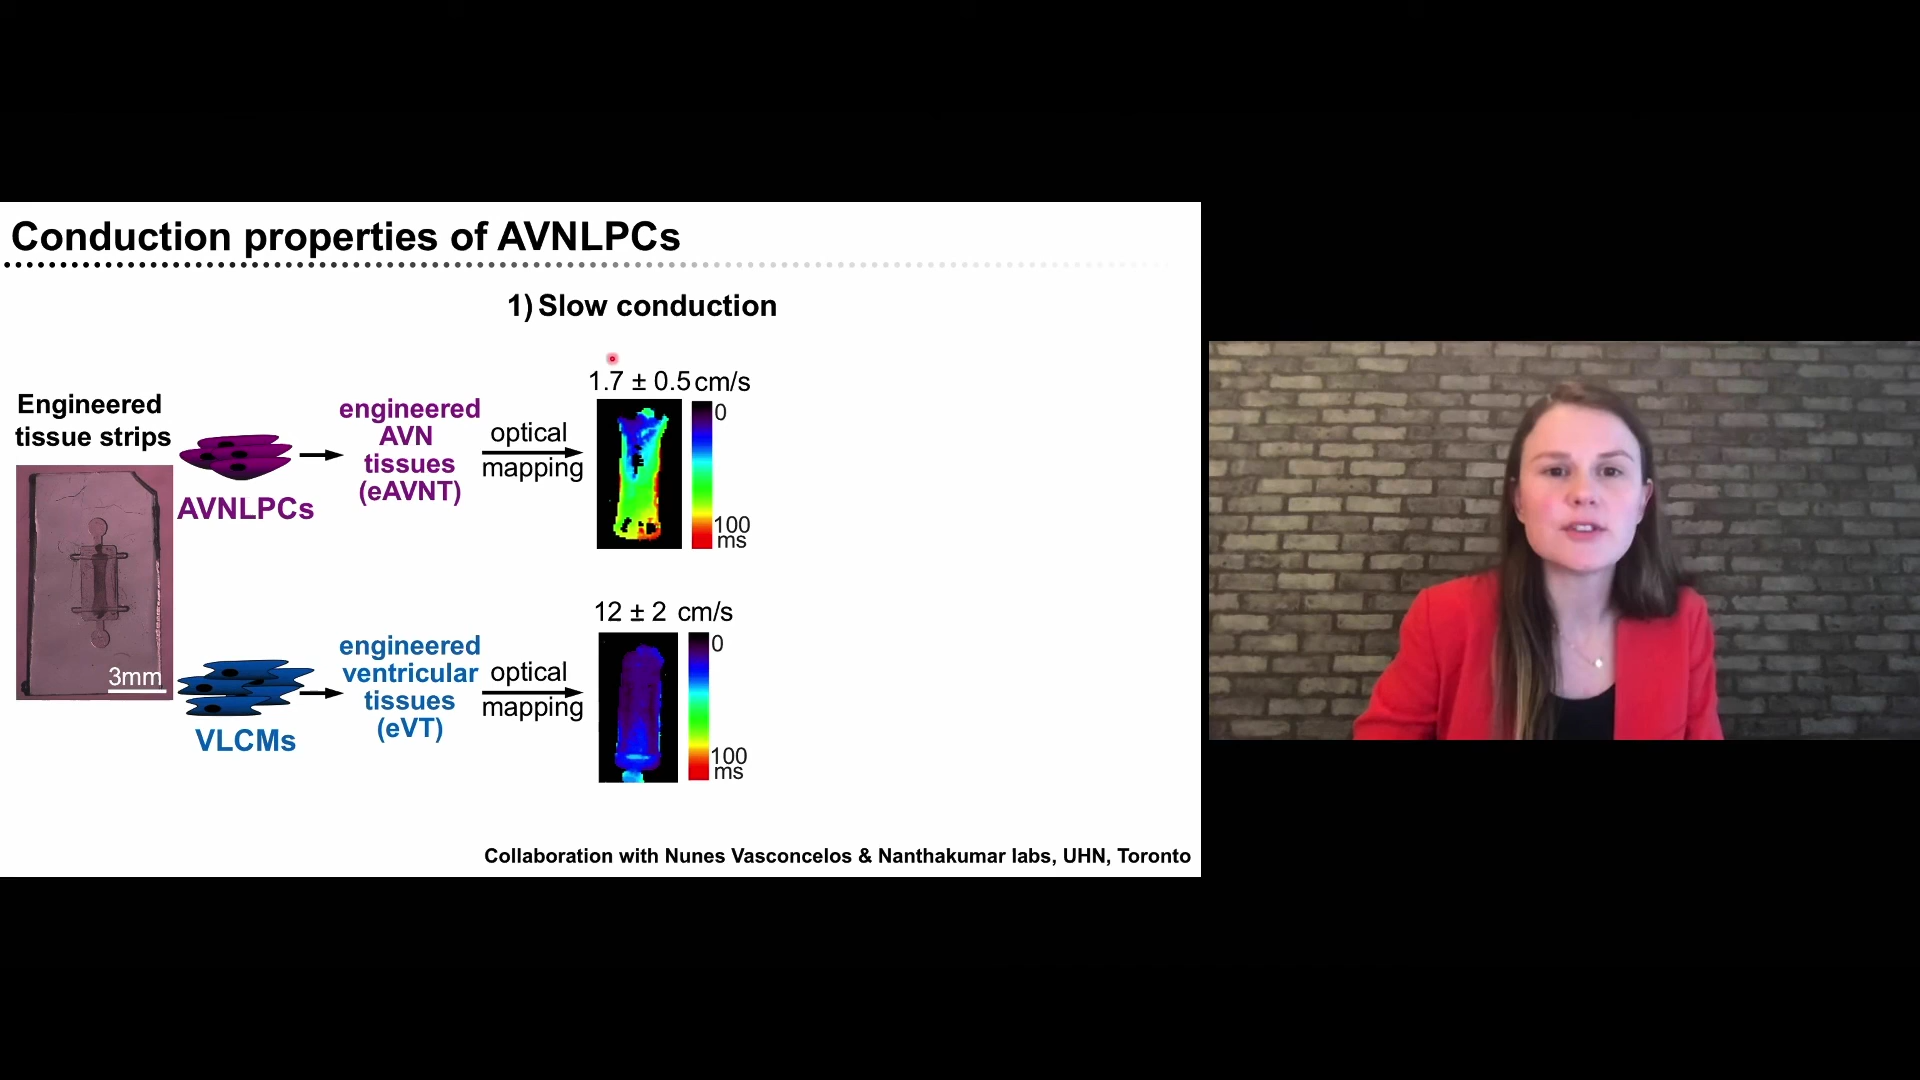 Conduction properties of AVNLPCs
1) Slow conduction
Engineered
tissue strips
3mm
AVNLPCs
engineered
AVN
tissues
(eAVNT)
optical
mapping
1.7 ± 0.5 cm/s
0
100
ms
VLCMs
engineered
ventricular
tissues
(eVT)
optical
mapping
12 ± 2 cm/s
0
100
ms
Collaboration with Nunes Vasconcelos & Nanthakumar labs, UHN, Toronto